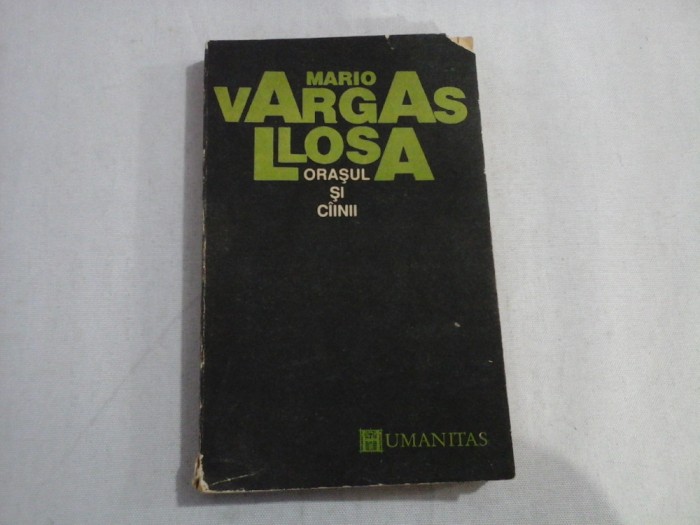 MARIO
VARGAS
LLOSA
ORAŞUL
ŞI
CÎINII
HUMANITAS